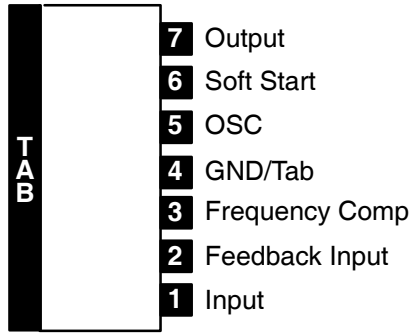 TAB
7 Output
6 Soft Start
5 OSC
4 GND/Tab
3 Frequency Comp
2 Feedback Input
1 Input